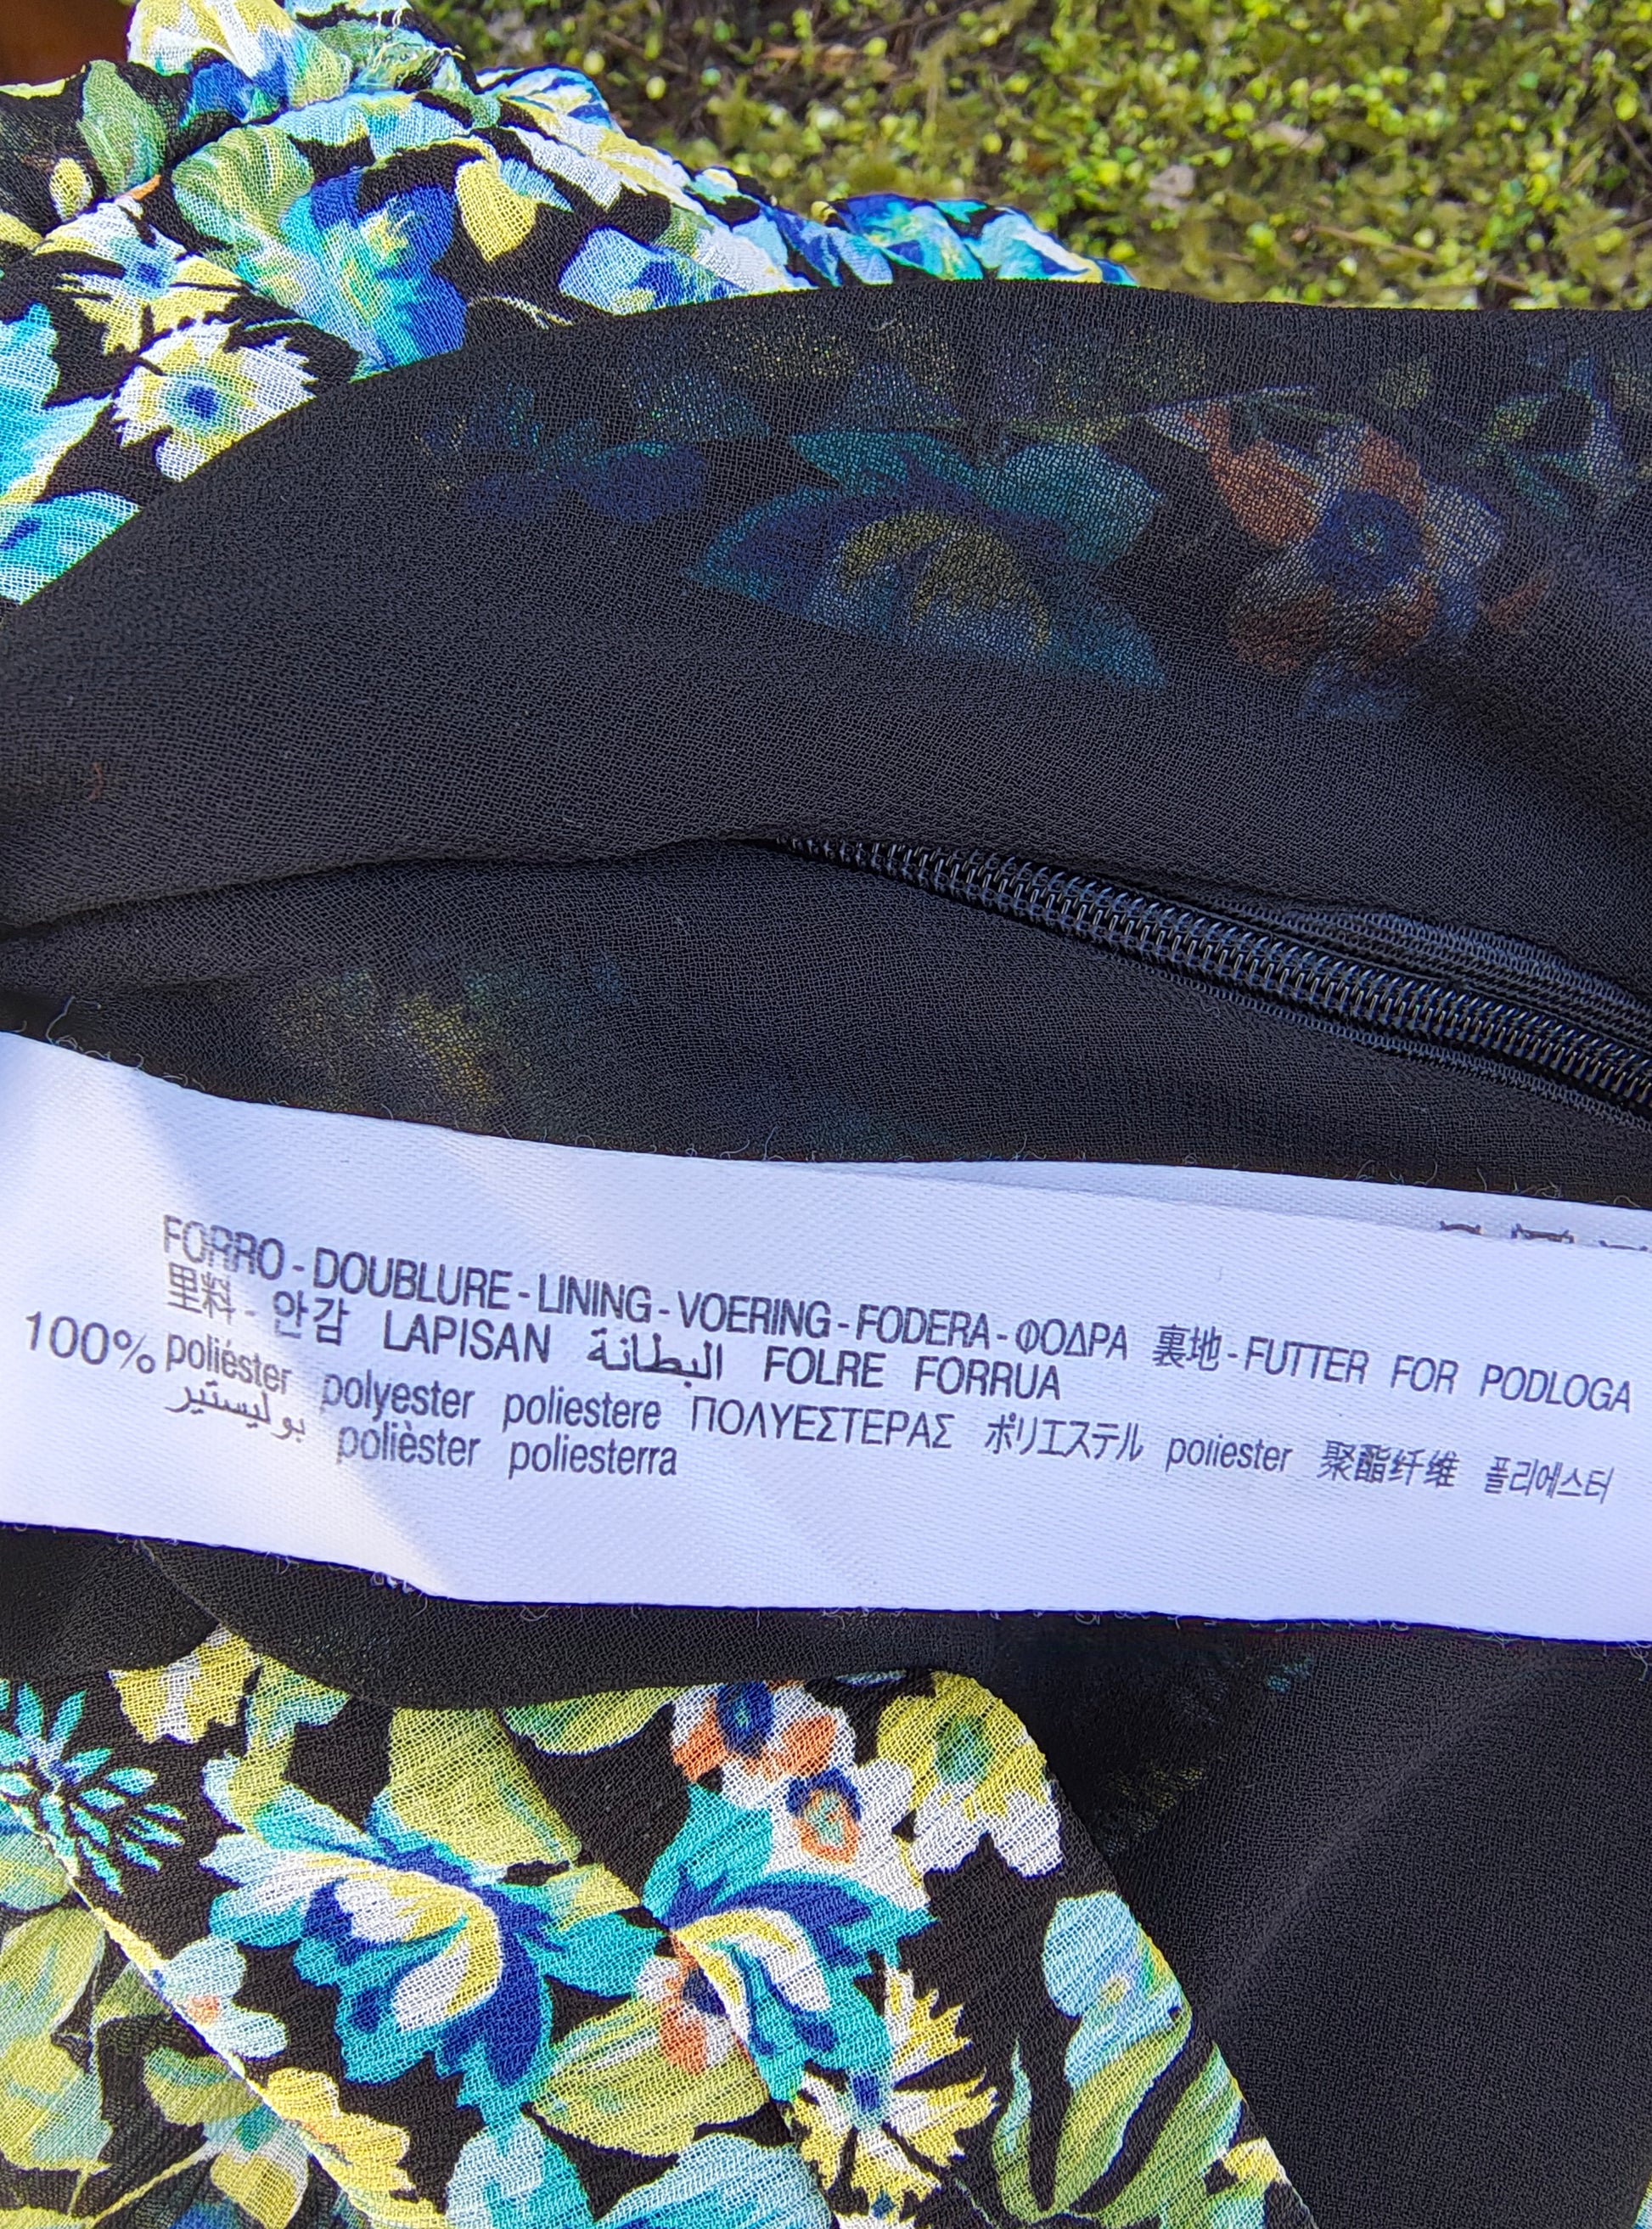 FORRO - DOUBLURE - LINING - VOERING - FODERA - ΦΟΔΡΑ 裏地 - FUTTER FOR PODLOGA
里料 - 안감 LAPISAN البطانة FOLRE FORRUA
100% poliéster polyester poliestere ΠΟΛΥΕΣΤΕΡΑΣ ポリエステル poliester 聚酯纤维 폴리에스터
بوليستير polièster poliesterra